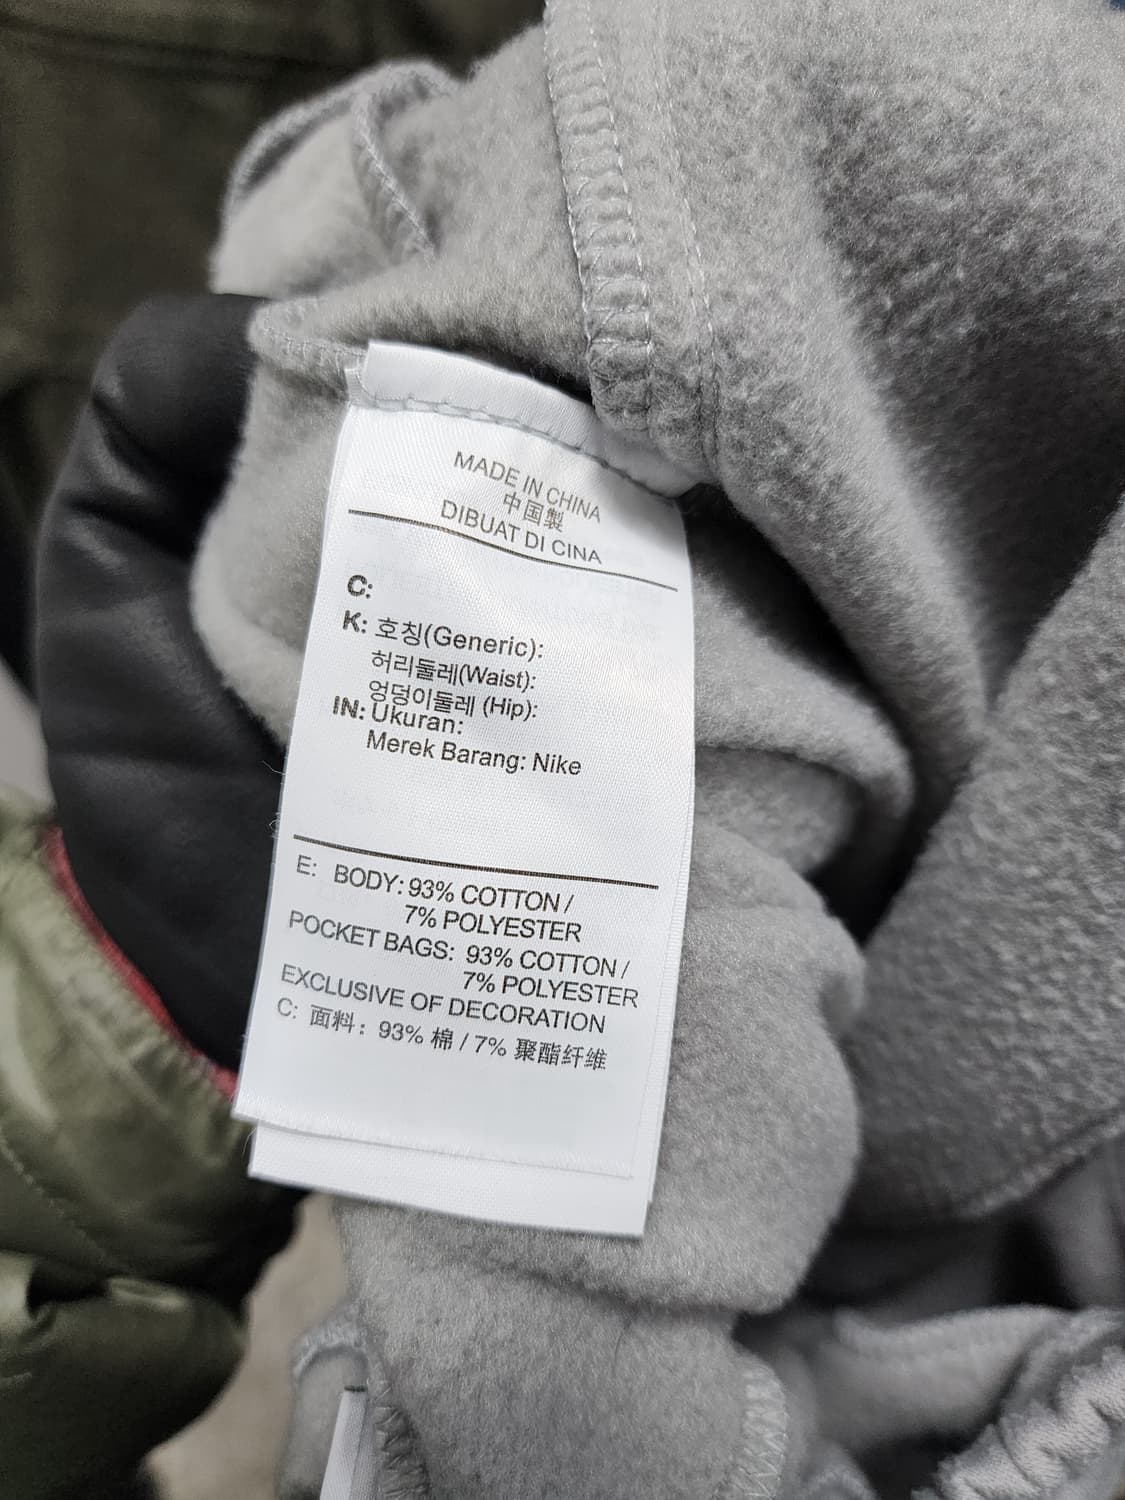 MADE IN CHINA
中国製
DIBUAT DI CINA
C:
K: 호칭(Generic):
허리둘레(Waist):
엉덩이둘레 (Hip):
IN: Ukuran:
Merek Barang: Nike
E: BODY: 93% COTTON /
7% POLYESTER
POCKET BAGS: 93% COTTON /
7% POLYESTER
EXCLUSIVE OF DECORATION
C: 面料: 93% 棉 / 7% 聚酯纤维